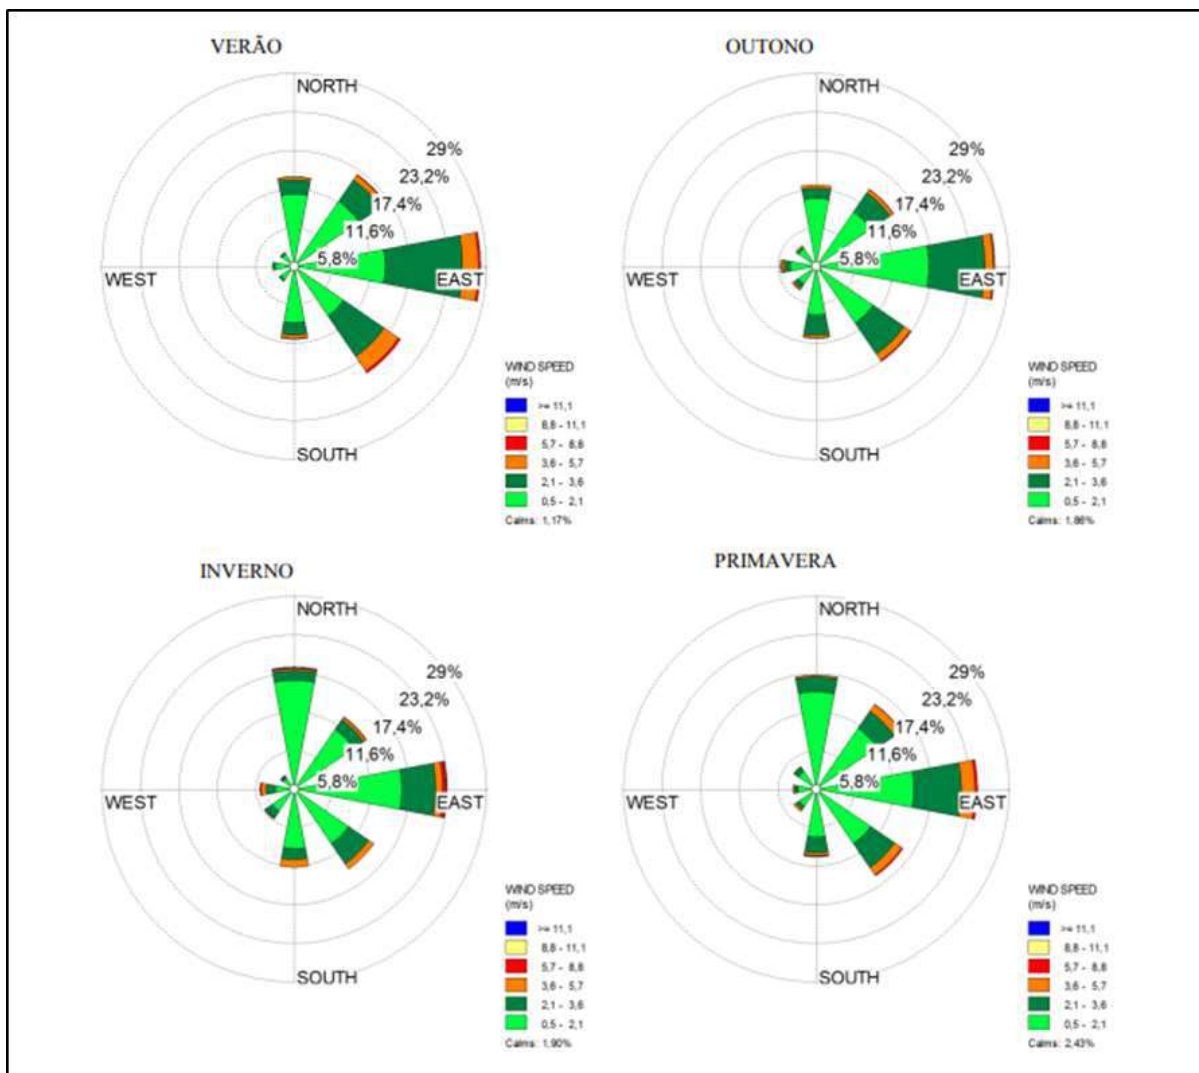 VERÃO
NORTH
29%
23,2%
17,4%
11,6%
5,8%
WEST
EAST
SOUTH
WIND SPEED
(m/s)
>= 11,1
8,8 - 11,1
5,7 - 8,8
3,6 - 5,7
2,1 - 3,6
0,5 - 2,1
Calms: 1,17%
OUTONO
NORTH
29%
23,2%
17,4%
11,6%
5,8%
WEST
EAST
SOUTH
WIND SPEED
(m/s)
>= 11,1
8,8 - 11,1
5,7 - 8,8
3,6 - 5,7
2,1 - 3,6
0,5 - 2,1
Calms: 1,86%
INVERNO
NORTH
29%
23,2%
17,4%
11,6%
5,8%
WEST
EAST
SOUTH
WIND SPEED
(m/s)
>= 11,1
8,8 - 11,1
5,7 - 8,8
3,6 - 5,7
2,1 - 3,6
0,5 - 2,1
Calms: 1,90%
PRIMAVERA
NORTH
29%
23,2%
17,4%
11,6%
5,8%
WEST
EAST
SOUTH
WIND SPEED
(m/s)
>= 11,1
8,8 - 11,1
5,7 - 8,8
3,6 - 5,7
2,1 - 3,6
0,5 - 2,1
Calms: 2,43%